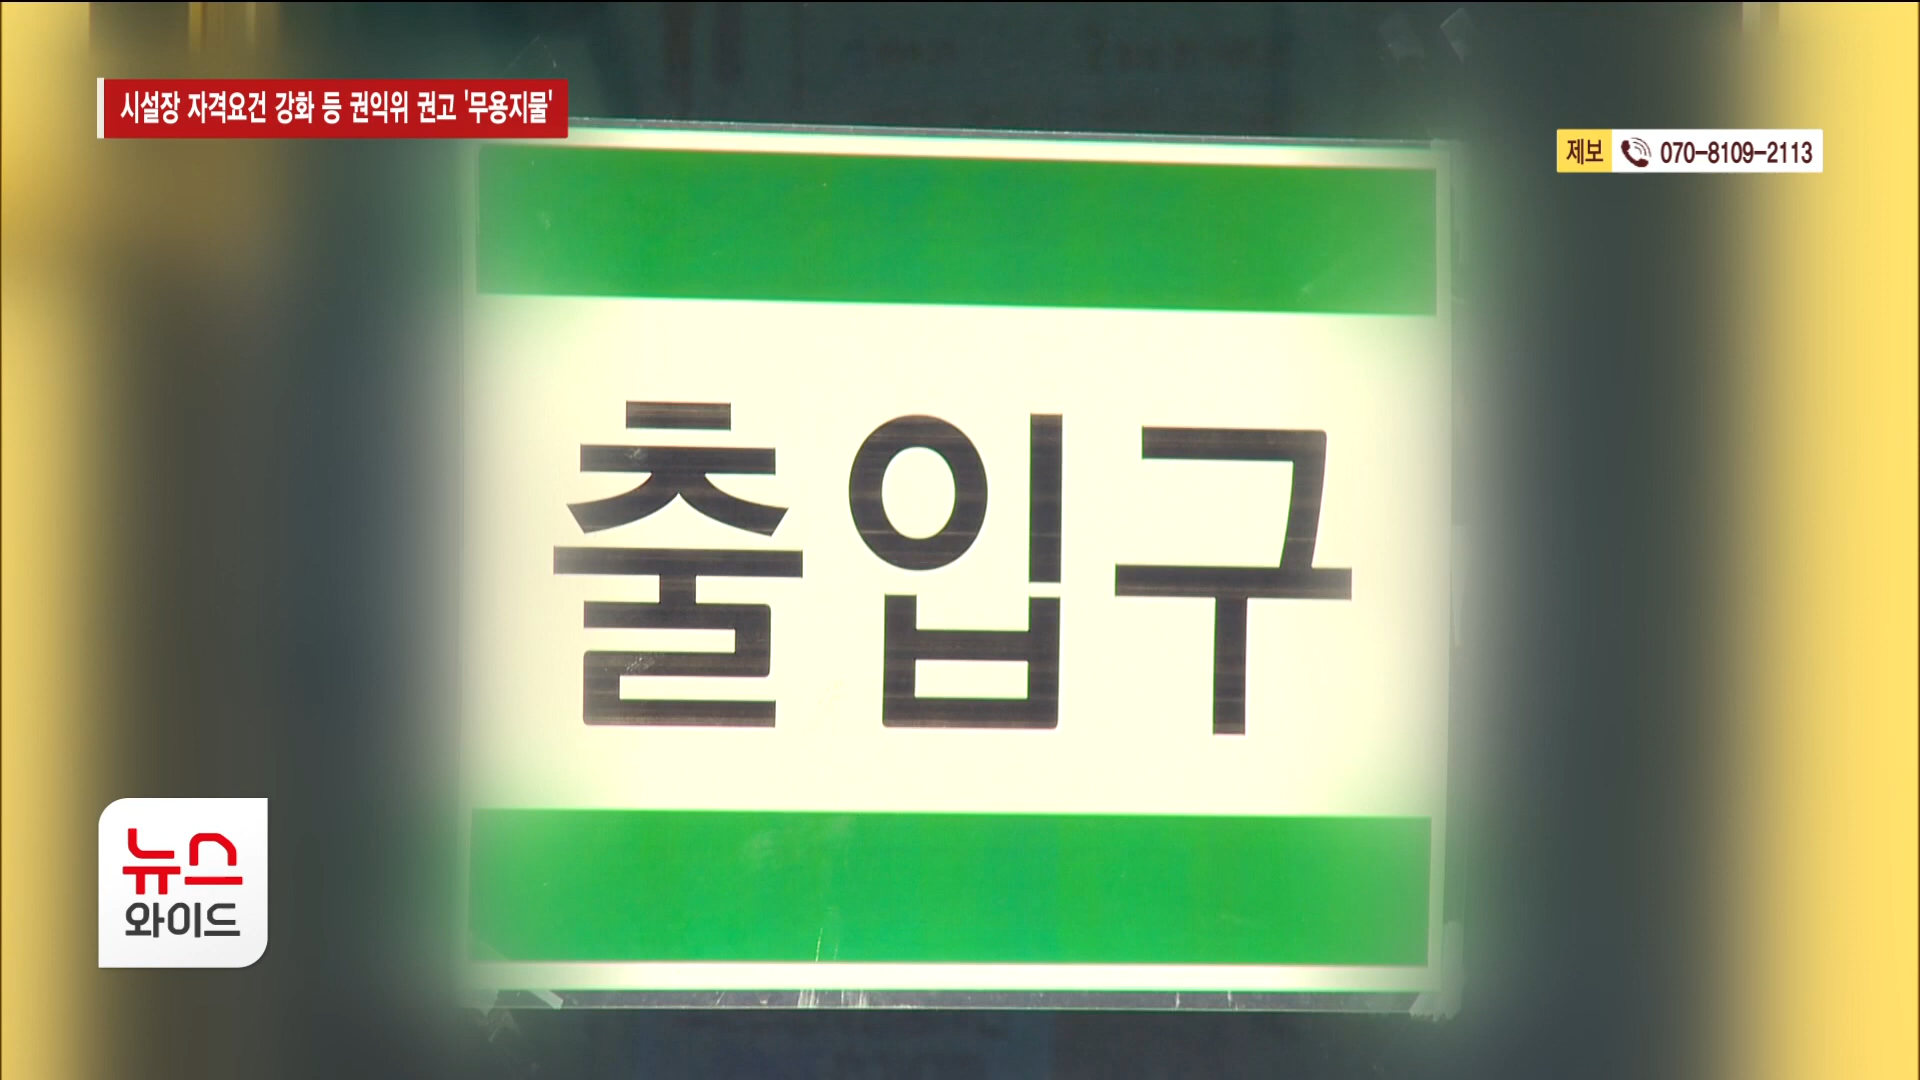 시설장 자격요건 강화 등 권익위 권고 '무용지물'
제보 070-8109-2113
출입구
뉴스
와이드